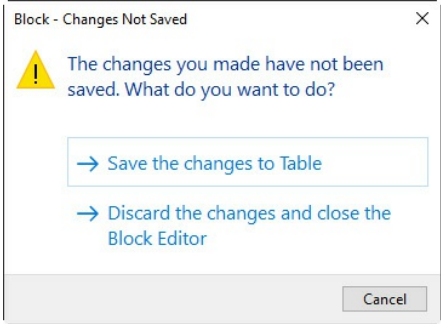 Block - Changes Not Saved
The changes you made have not been
saved. What do you want to do?
Save the changes to Table
Discard the changes and close the
Block Editor
Cancel